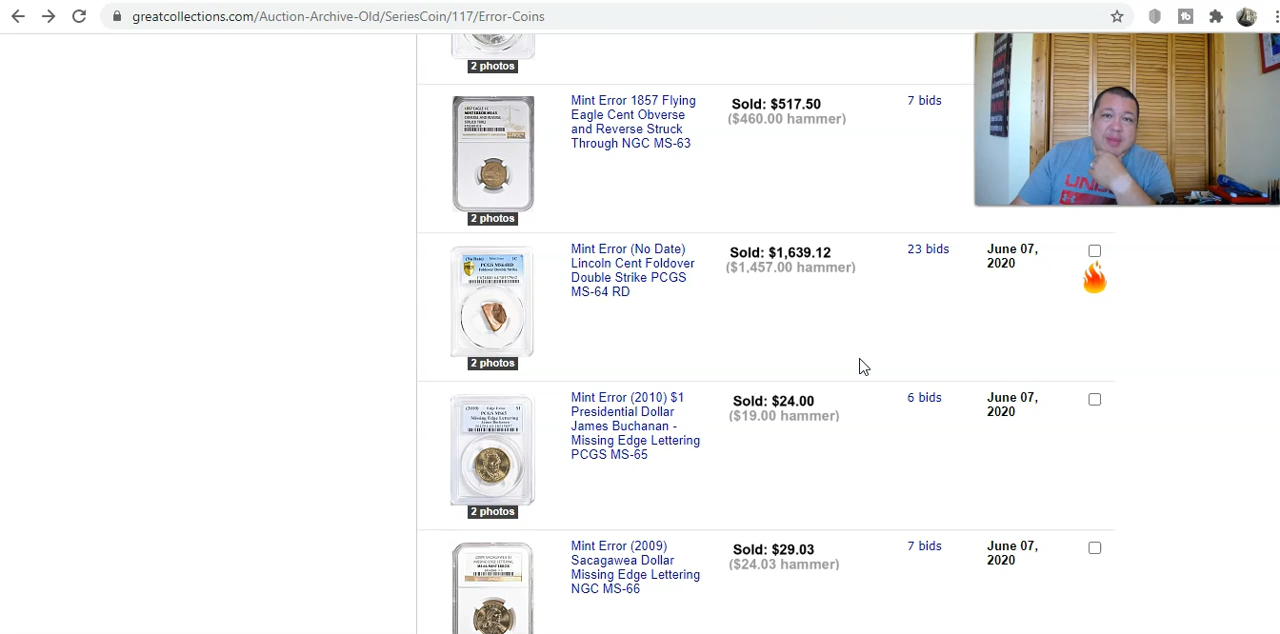 greatcollections.com/Auction-Archive-Old/SeriesCoin/117/Error-Coins
2 photos
Mint Error 1857 Flying
Eagle Cent Obverse
and Reverse Struck
Through NGC MS-63
Sold: $517.50
($460.00 hammer)
7 bids
2 photos
Mint Error (No Date)
Lincoln Cent Foldover
Double Strike PCGS
MS-64 RD
Sold: $1,639.12
($1,457.00 hammer)
23 bids
June 07,
2020
2 photos
Mint Error (2010) $1
Presidential Dollar
James Buchanan -
Missing Edge Lettering
PCGS MS-65
Sold: $24.00
($19.00 hammer)
6 bids
June 07,
2020
2 photos
Mint Error (2009)
Sacagawea Dollar
Missing Edge Lettering
NGC MS-66
Sold: $29.03
($24.03 hammer)
7 bids
June 07,
2020